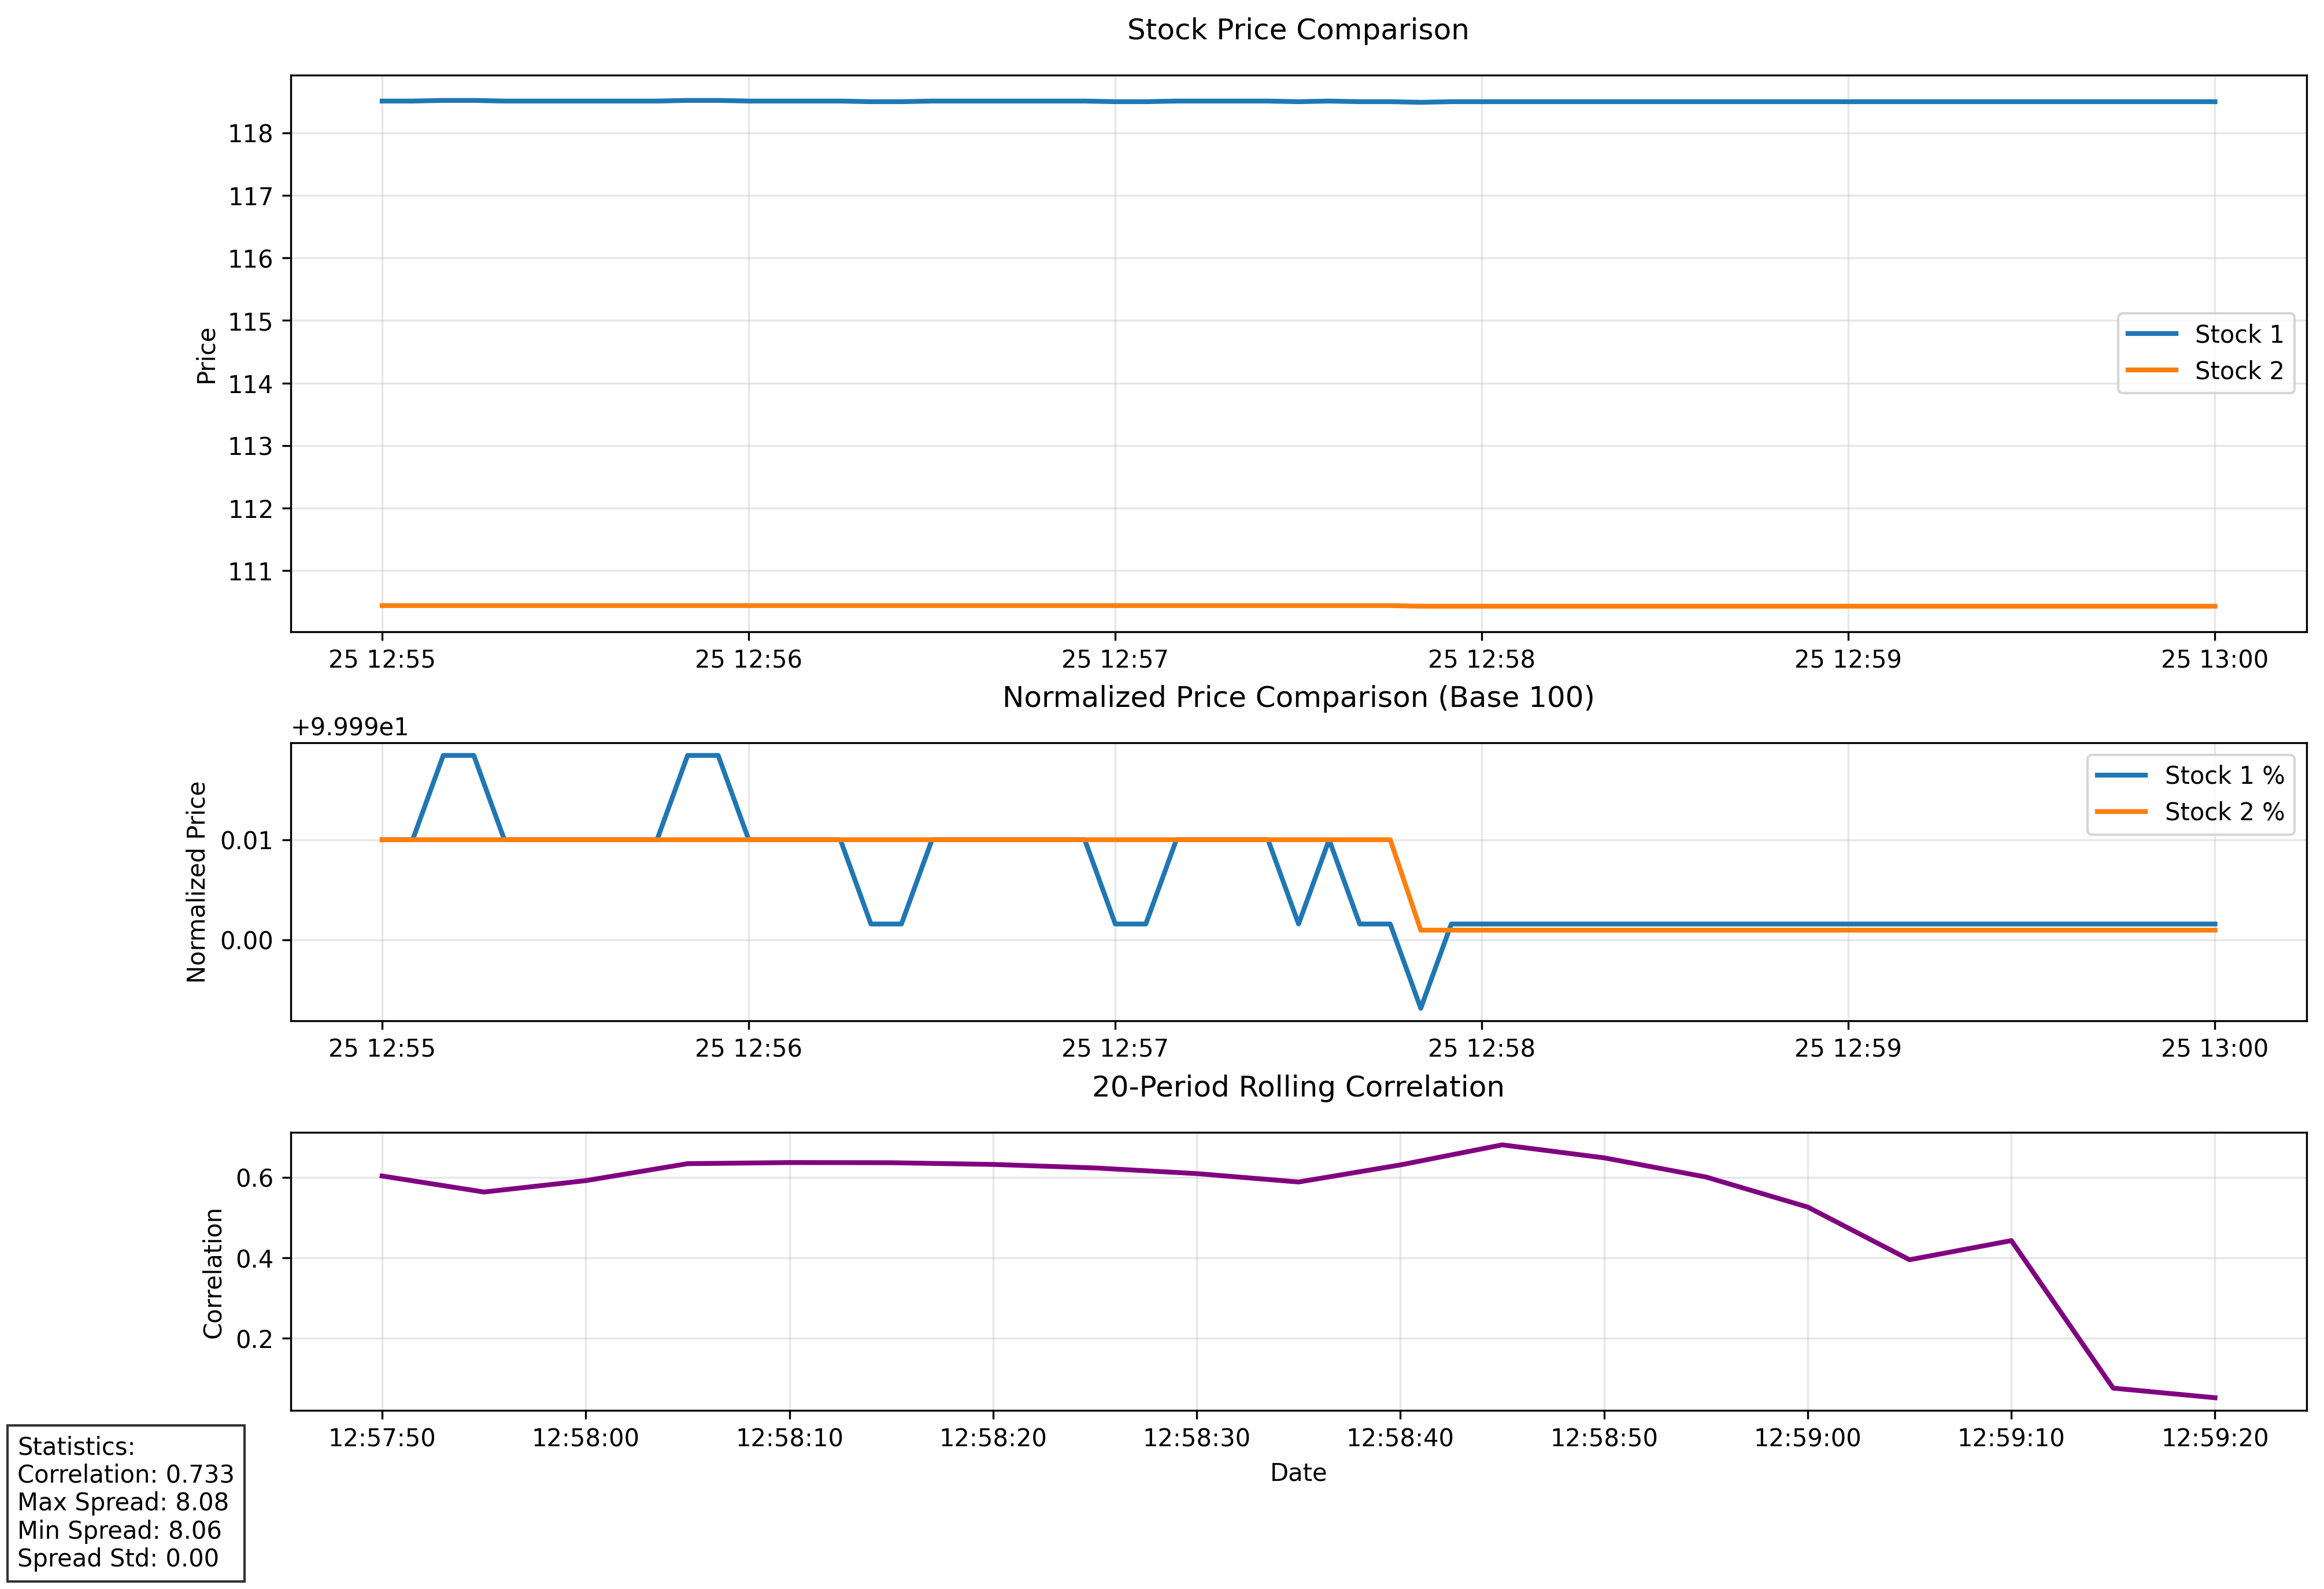 Stock Price Comparison
Price
118
117
116
115
114
113
112
111
Stock 1
Stock 2
25 12:55 25 12:56 25 12:57 25 12:58 25 12:59 25 13:00
Normalized Price Comparison (Base 100)
+9.999e1
Normalized Price
0.01
0.00
Stock 1 %
Stock 2 %
25 12:55 25 12:56 25 12:57 25 12:58 25 12:59 25 13:00
20-Period Rolling Correlation
Correlation
0.6
0.4
0.2
12:57:50 12:58:00 12:58:10 12:58:20 12:58:30 12:58:40 12:58:50 12:59:00 12:59:10 12:59:20
Date
Statistics:
Correlation: 0.733
Max Spread: 8.08
Min Spread: 8.06
Spread Std: 0.00